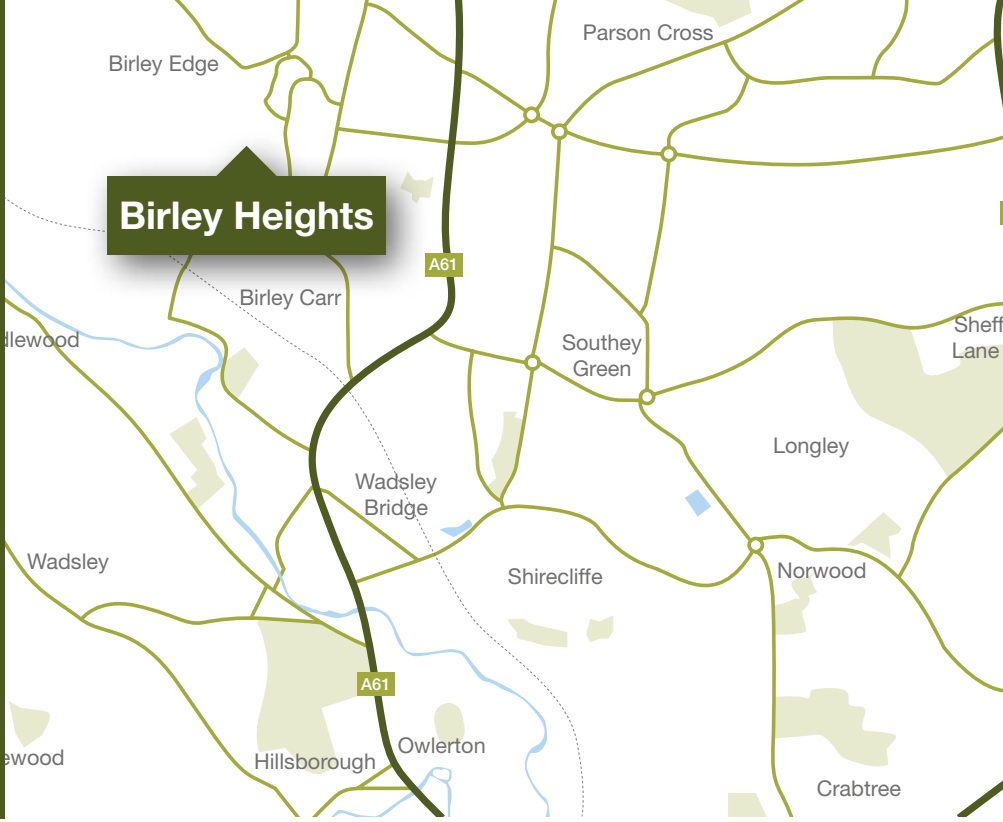 Parson Cross
Birley Edge
Birley Heights
A61
Birley Carr
dlewood
Southey
Green
Sheff
Lane
Longley
Wadsley
Bridge
Wadsley
Shirecliffe
Norwood
A61
Owlerton
ewood
Hillsborough
Crabtree